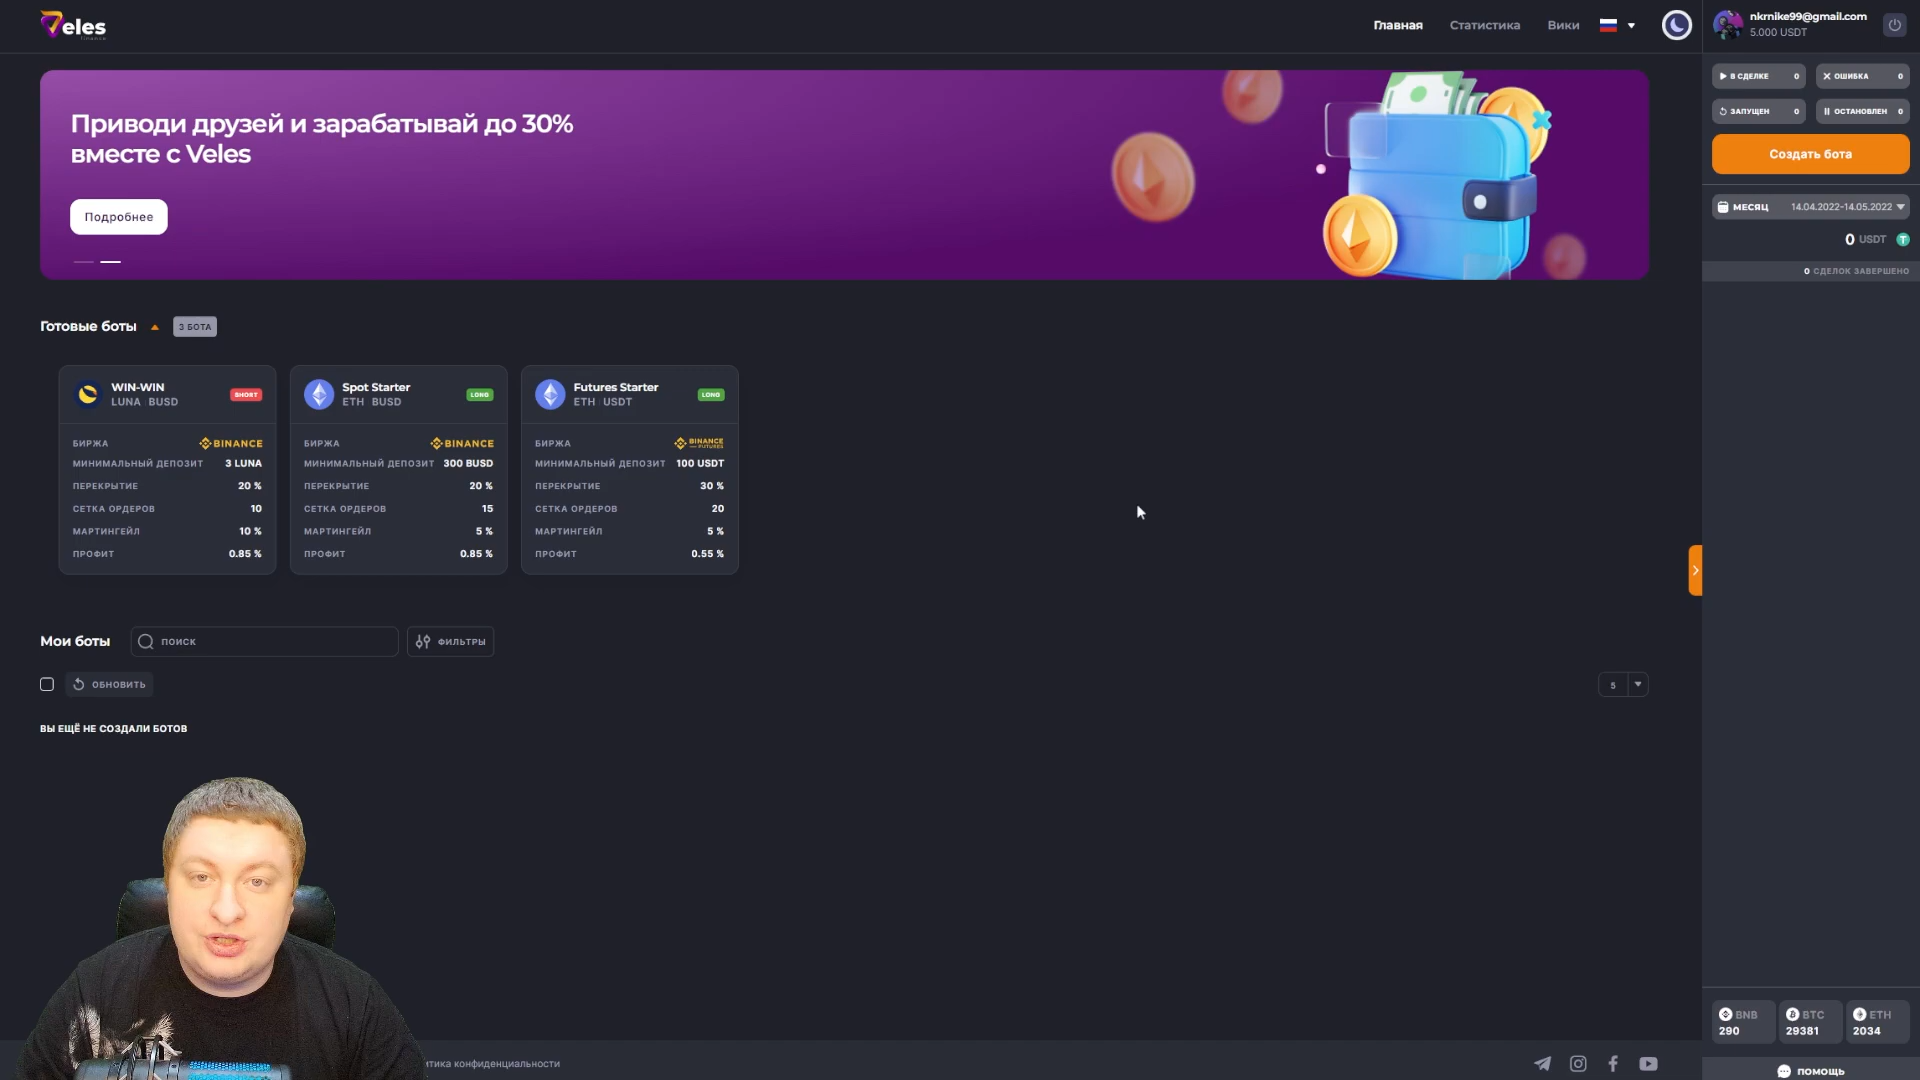 Veles
finance
Главная
Статистика
Вики
nkrnike99@gmail.com
5.000 USDT
Приводи друзей и зарабатывай до 30%
вместе с Veles
Подробнее
В СДЕЛКЕ 0
ОШИБКА 0
ЗАПУЩЕН 0
ОСТАНОВЛЕН 0
Создать бота
МЕСЯЦ 14.04.2022-14.05.2022
0 USDT
0 СДЕЛОК ЗАВЕРШЕНО
Готовые боты 3 БОТА
WIN-WIN
LUNA BUSD
SHORT
БИРЖА BINANCE
МИНИМАЛЬНЫЙ ДЕПОЗИТ 3 LUNA
ПЕРЕКРЫТИЕ 20 %
СЕТКА ОРДЕРОВ 10
МАРТИНГЕЙЛ 10 %
ПРОФИТ 0.85 %
Spot Starter
ETH BUSD
LONG
БИРЖА BINANCE
МИНИМАЛЬНЫЙ ДЕПОЗИТ 300 BUSD
ПЕРЕКРЫТИЕ 20 %
СЕТКА ОРДЕРОВ 15
МАРТИНГЕЙЛ 5 %
ПРОФИТ 0.85 %
Futures Starter
ETH USDT
LONG
БИРЖА BINANCE FUTURES
МИНИМАЛЬНЫЙ ДЕПОЗИТ 100 USDT
ПЕРЕКРЫТИЕ 30 %
СЕТКА ОРДЕРОВ 20
МАРТИНГЕЙЛ 5 %
ПРОФИТ 0.55 %
Мои боты
ПОИСК
ФИЛЬТРЫ
ОБНОВИТЬ
5
ВЫ ЕЩЁ НЕ СОЗДАЛИ БОТОВ
BNB
290
BTC
29381
ETH
2034
итика конфиденциальности
ПОМОЩЬ